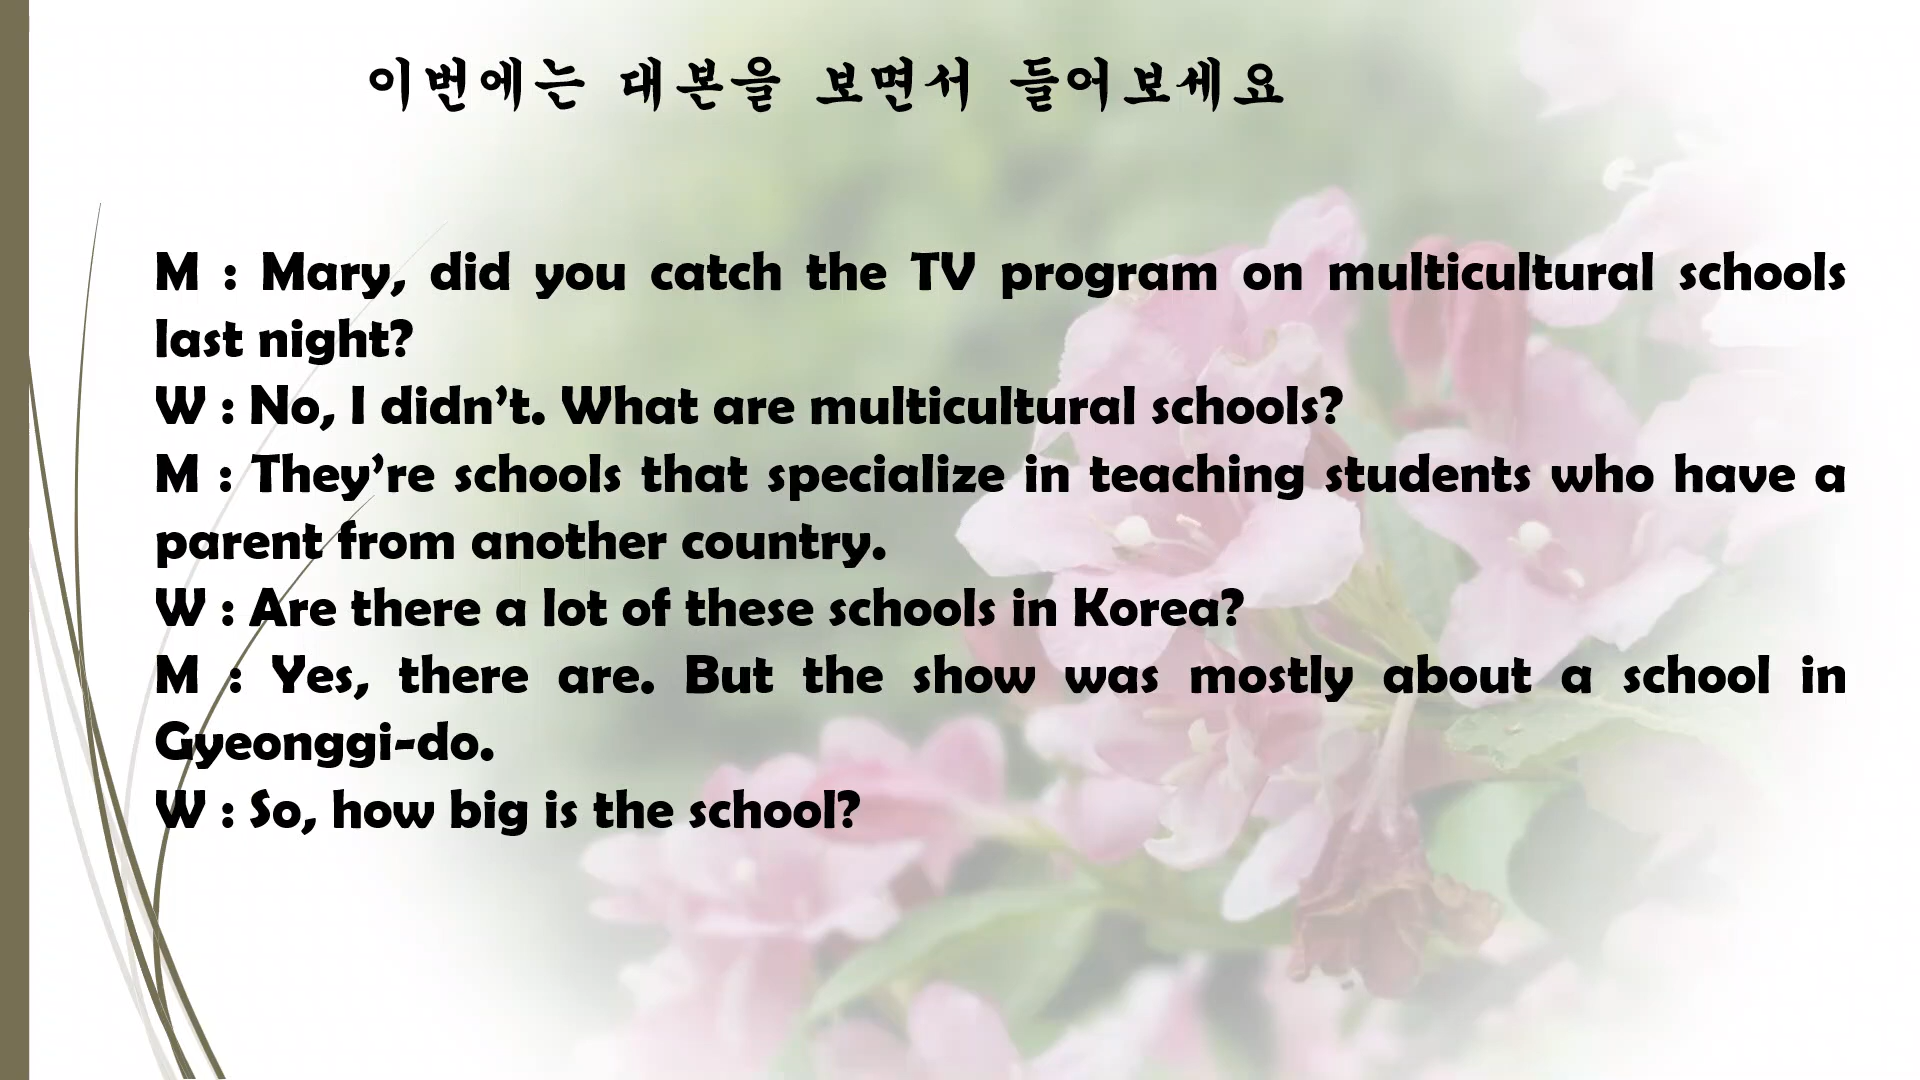 이번에는 대본을 보면서 들어보세요
M : Mary, did you catch the TV program on multicultural schools
last night?
W : No, I didn’t. What are multicultural schools?
M : They’re schools that specialize in teaching students who have a
parent from another country.
W : Are there a lot of these schools in Korea?
M : Yes, there are. But the show was mostly about a school in
Gyeonggi-do.
W : So, how big is the school?